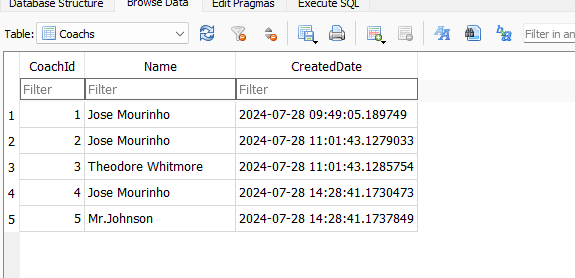 Database Structure Browse Data Edit Pragmas Execute SQL
Table: Coachs Filter in an
CoachId Name CreatedDate
Filter Filter Filter
1 1 Jose Mourinho 2024-07-28 09:49:05.189749
2 2 Jose Mourinho 2024-07-28 11:01:43.1279033
3 3 Theodore Whitmore 2024-07-28 11:01:43.1285754
4 4 Jose Mourinho 2024-07-28 14:28:41.1730473
5 5 Mr.Johnson 2024-07-28 14:28:41.1737849